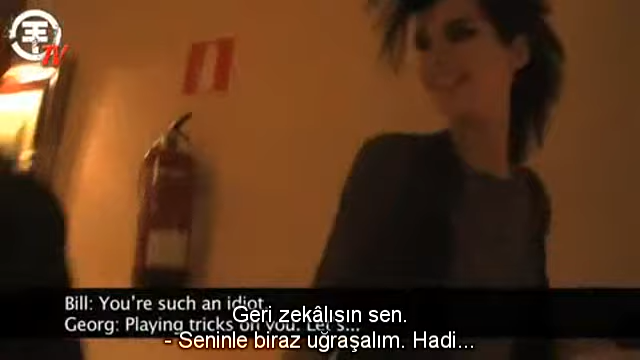 TV
Bill: You're such an idiot.
Georg: Playing tricks on you. Let's...
Geri zekâlısın sen.
- Seninle biraz uğraşalım. Hadi...